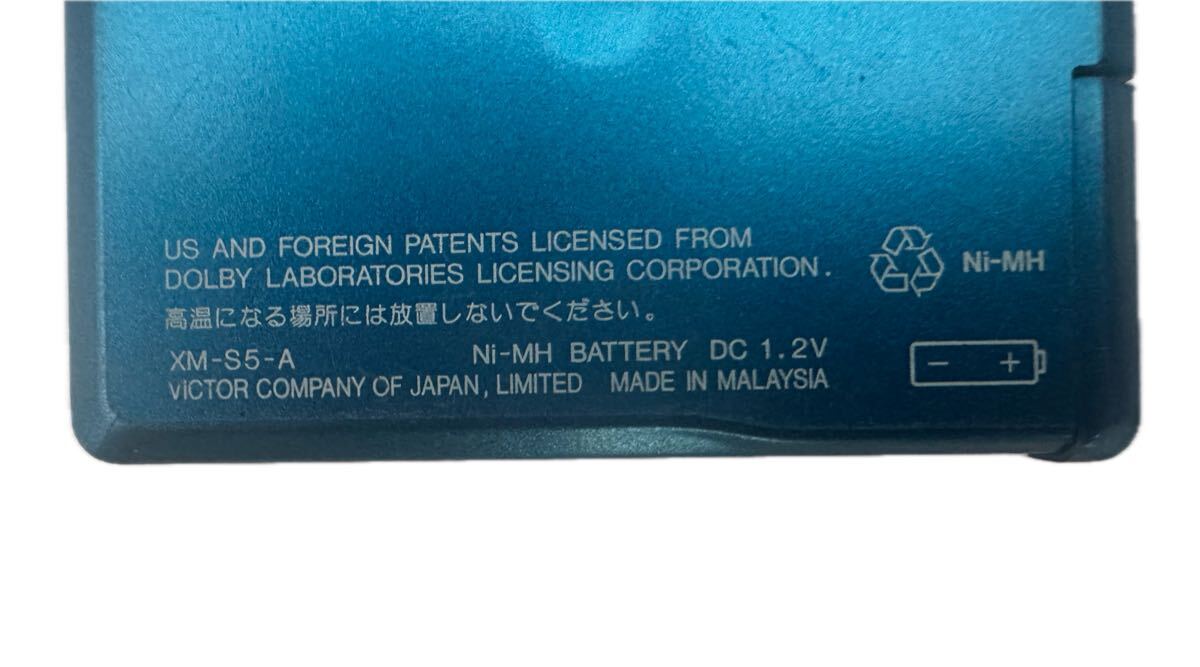 US AND FOREIGN PATENTS LICENSED FROM
DOLBY LABORATORIES LICENSING CORPORATION.
Ni-MH
高温になる場所には放置しないでください。
XM-S5-A Ni-MH BATTERY DC 1.2V
VICTOR COMPANY OF JAPAN, LIMITED MADE IN MALAYSIA
− +